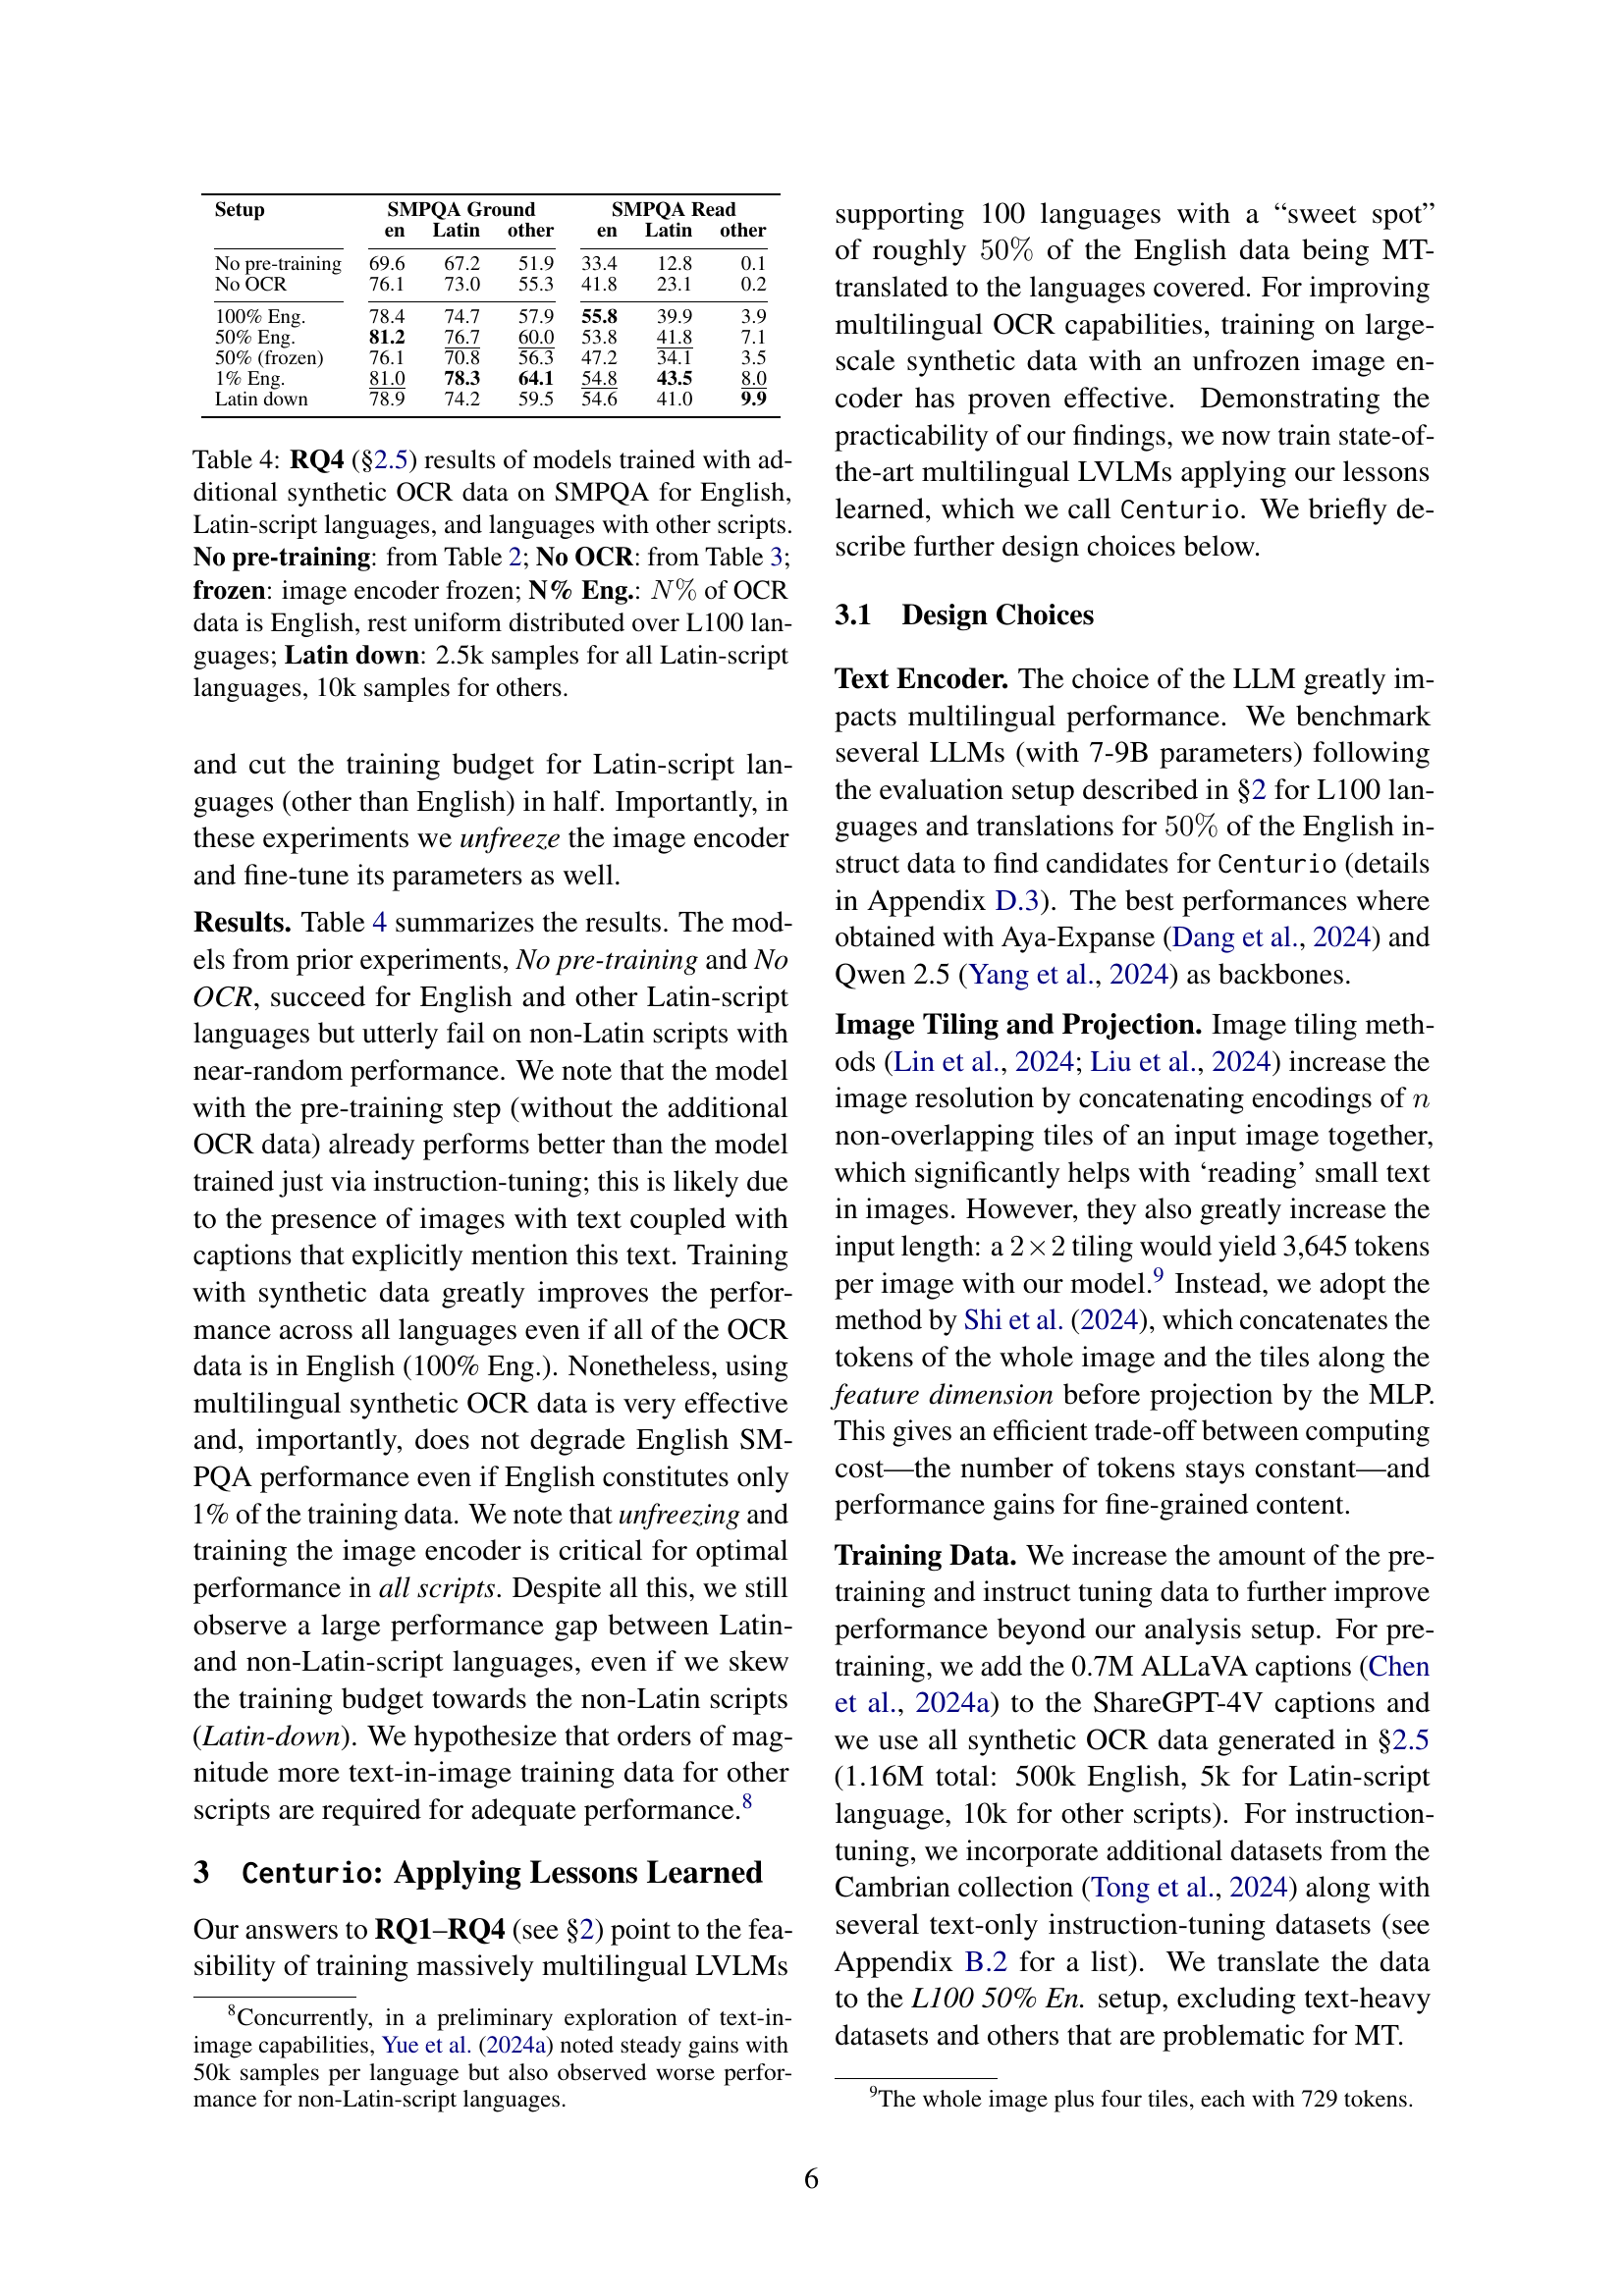 Setup SMPQA Ground SMPQA Read
en Latin other en Latin other
No pre-training 69.6 67.2 51.9 33.4 12.8 0.1
No OCR 76.1 73.0 55.3 41.8 23.1 0.2
100% Eng. 78.4 74.7 57.9 55.8 39.9 3.9
50% Eng. 81.2 76.7 60.0 53.8 41.8 7.1
50% (frozen) 76.1 70.8 56.3 47.2 34.1 3.5
1% Eng. 81.0 78.3 64.1 54.8 43.5 8.0
Latin down 78.9 74.2 59.5 54.6 41.0 9.9
Table 4: RQ4 (§2.5) results of models trained with ad-
ditional synthetic OCR data on SMPQA for English,
Latin-script languages, and languages with other scripts.
No pre-training: from Table 2; No OCR: from Table 3;
frozen: image encoder frozen; N% Eng.: N% of OCR
data is English, rest uniform distributed over L100 lan-
guages; Latin down: 2.5k samples for all Latin-script
languages, 10k samples for others.
and cut the training budget for Latin-script lan-
guages (other than English) in half. Importantly, in
these experiments we unfreeze the image encoder
and fine-tune its parameters as well.
Results. Table 4 summarizes the results. The mod-
els from prior experiments, No pre-training and No
OCR, succeed for English and other Latin-script
languages but utterly fail on non-Latin scripts with
near-random performance. We note that the model
with the pre-training step (without the additional
OCR data) already performs better than the model
trained just via instruction-tuning; this is likely due
to the presence of images with text coupled with
captions that explicitly mention this text. Training
with synthetic data greatly improves the perfor-
mance across all languages even if all of the OCR
data is in English (100% Eng.). Nonetheless, using
multilingual synthetic OCR data is very effective
and, importantly, does not degrade English SM-
PQA performance even if English constitutes only
1% of the training data. We note that unfreezing and
training the image encoder is critical for optimal
performance in all scripts. Despite all this, we still
observe a large performance gap between Latin-
and non-Latin-script languages, even if we skew
the training budget towards the non-Latin scripts
(Latin-down). We hypothesize that orders of mag-
nitude more text-in-image training data for other
scripts are required for adequate performance.8
3 Centurio: Applying Lessons Learned
Our answers to RQ1–RQ4 (see §2) point to the fea-
sibility of training massively multilingual LVLMs
8Concurrently, in a preliminary exploration of text-in-
image capabilities, Yue et al. (2024a) noted steady gains with
50k samples per language but also observed worse perfor-
mance for non-Latin-script languages.
supporting 100 languages with a “sweet spot”
of roughly 50% of the English data being MT-
translated to the languages covered. For improving
multilingual OCR capabilities, training on large-
scale synthetic data with an unfrozen image en-
coder has proven effective. Demonstrating the
practicability of our findings, we now train state-of-
the-art multilingual LVLMs applying our lessons
learned, which we call Centurio. We briefly de-
scribe further design choices below.
3.1 Design Choices
Text Encoder. The choice of the LLM greatly im-
pacts multilingual performance. We benchmark
several LLMs (with 7-9B parameters) following
the evaluation setup described in §2 for L100 lan-
guages and translations for 50% of the English in-
struct data to find candidates for Centurio (details
in Appendix D.3). The best performances where
obtained with Aya-Expanse (Dang et al., 2024) and
Qwen 2.5 (Yang et al., 2024) as backbones.
Image Tiling and Projection. Image tiling meth-
ods (Lin et al., 2024; Liu et al., 2024) increase the
image resolution by concatenating encodings of n
non-overlapping tiles of an input image together,
which significantly helps with ‘reading’ small text
in images. However, they also greatly increase the
input length: a 2×2 tiling would yield 3,645 tokens
per image with our model.9 Instead, we adopt the
method by Shi et al. (2024), which concatenates the
tokens of the whole image and the tiles along the
feature dimension before projection by the MLP.
This gives an efficient trade-off between computing
cost—the number of tokens stays constant—and
performance gains for fine-grained content.
Training Data. We increase the amount of the pre-
training and instruct tuning data to further improve
performance beyond our analysis setup. For pre-
training, we add the 0.7M ALLaVA captions (Chen
et al., 2024a) to the ShareGPT-4V captions and
we use all synthetic OCR data generated in §2.5
(1.16M total: 500k English, 5k for Latin-script
language, 10k for other scripts). For instruction-
tuning, we incorporate additional datasets from the
Cambrian collection (Tong et al., 2024) along with
several text-only instruction-tuning datasets (see
Appendix B.2 for a list). We translate the data
to the L100 50% En. setup, excluding text-heavy
datasets and others that are problematic for MT.
9The whole image plus four tiles, each with 729 tokens.
6